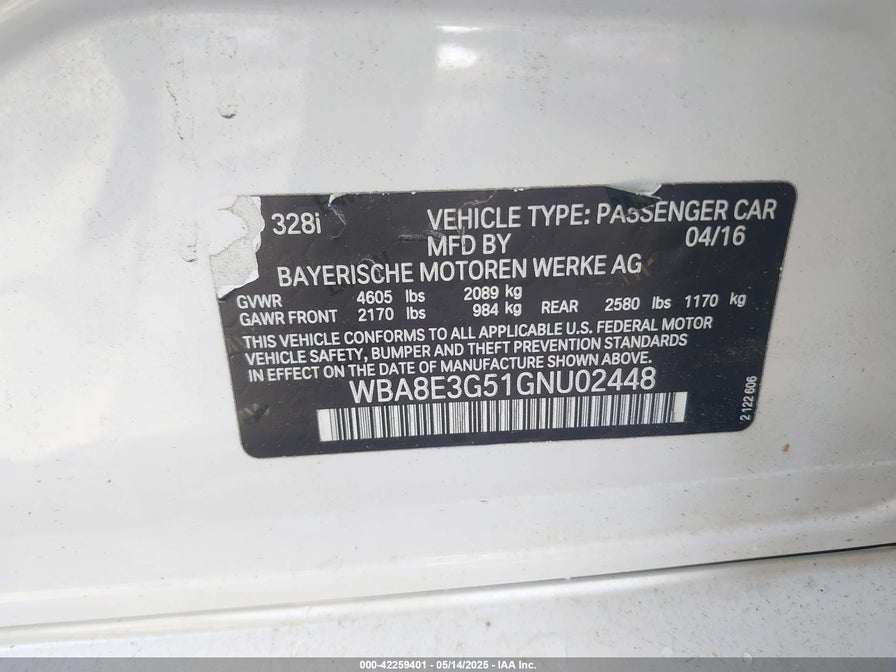 328i VEHICLE TYPE: PASSENGER CAR
MFD BY 04/16
BAYERISCHE MOTOREN WERKE AG
GVWR 4605 lbs 2089 kg
GAWR FRONT 2170 lbs 984 kg REAR 2580 lbs 1170 kg
THIS VEHICLE CONFORMS TO ALL APPLICABLE U.S. FEDERAL MOTOR
VEHICLE SAFETY, BUMPER AND THEFT PREVENTION STANDARDS
IN EFFECT ON THE DATE OF MANUFACTURE SHOWN ABOVE.
WBA8E3G51GNU02448
2 122 606
000-42259401 - 05/14/2025 - IAA Inc.